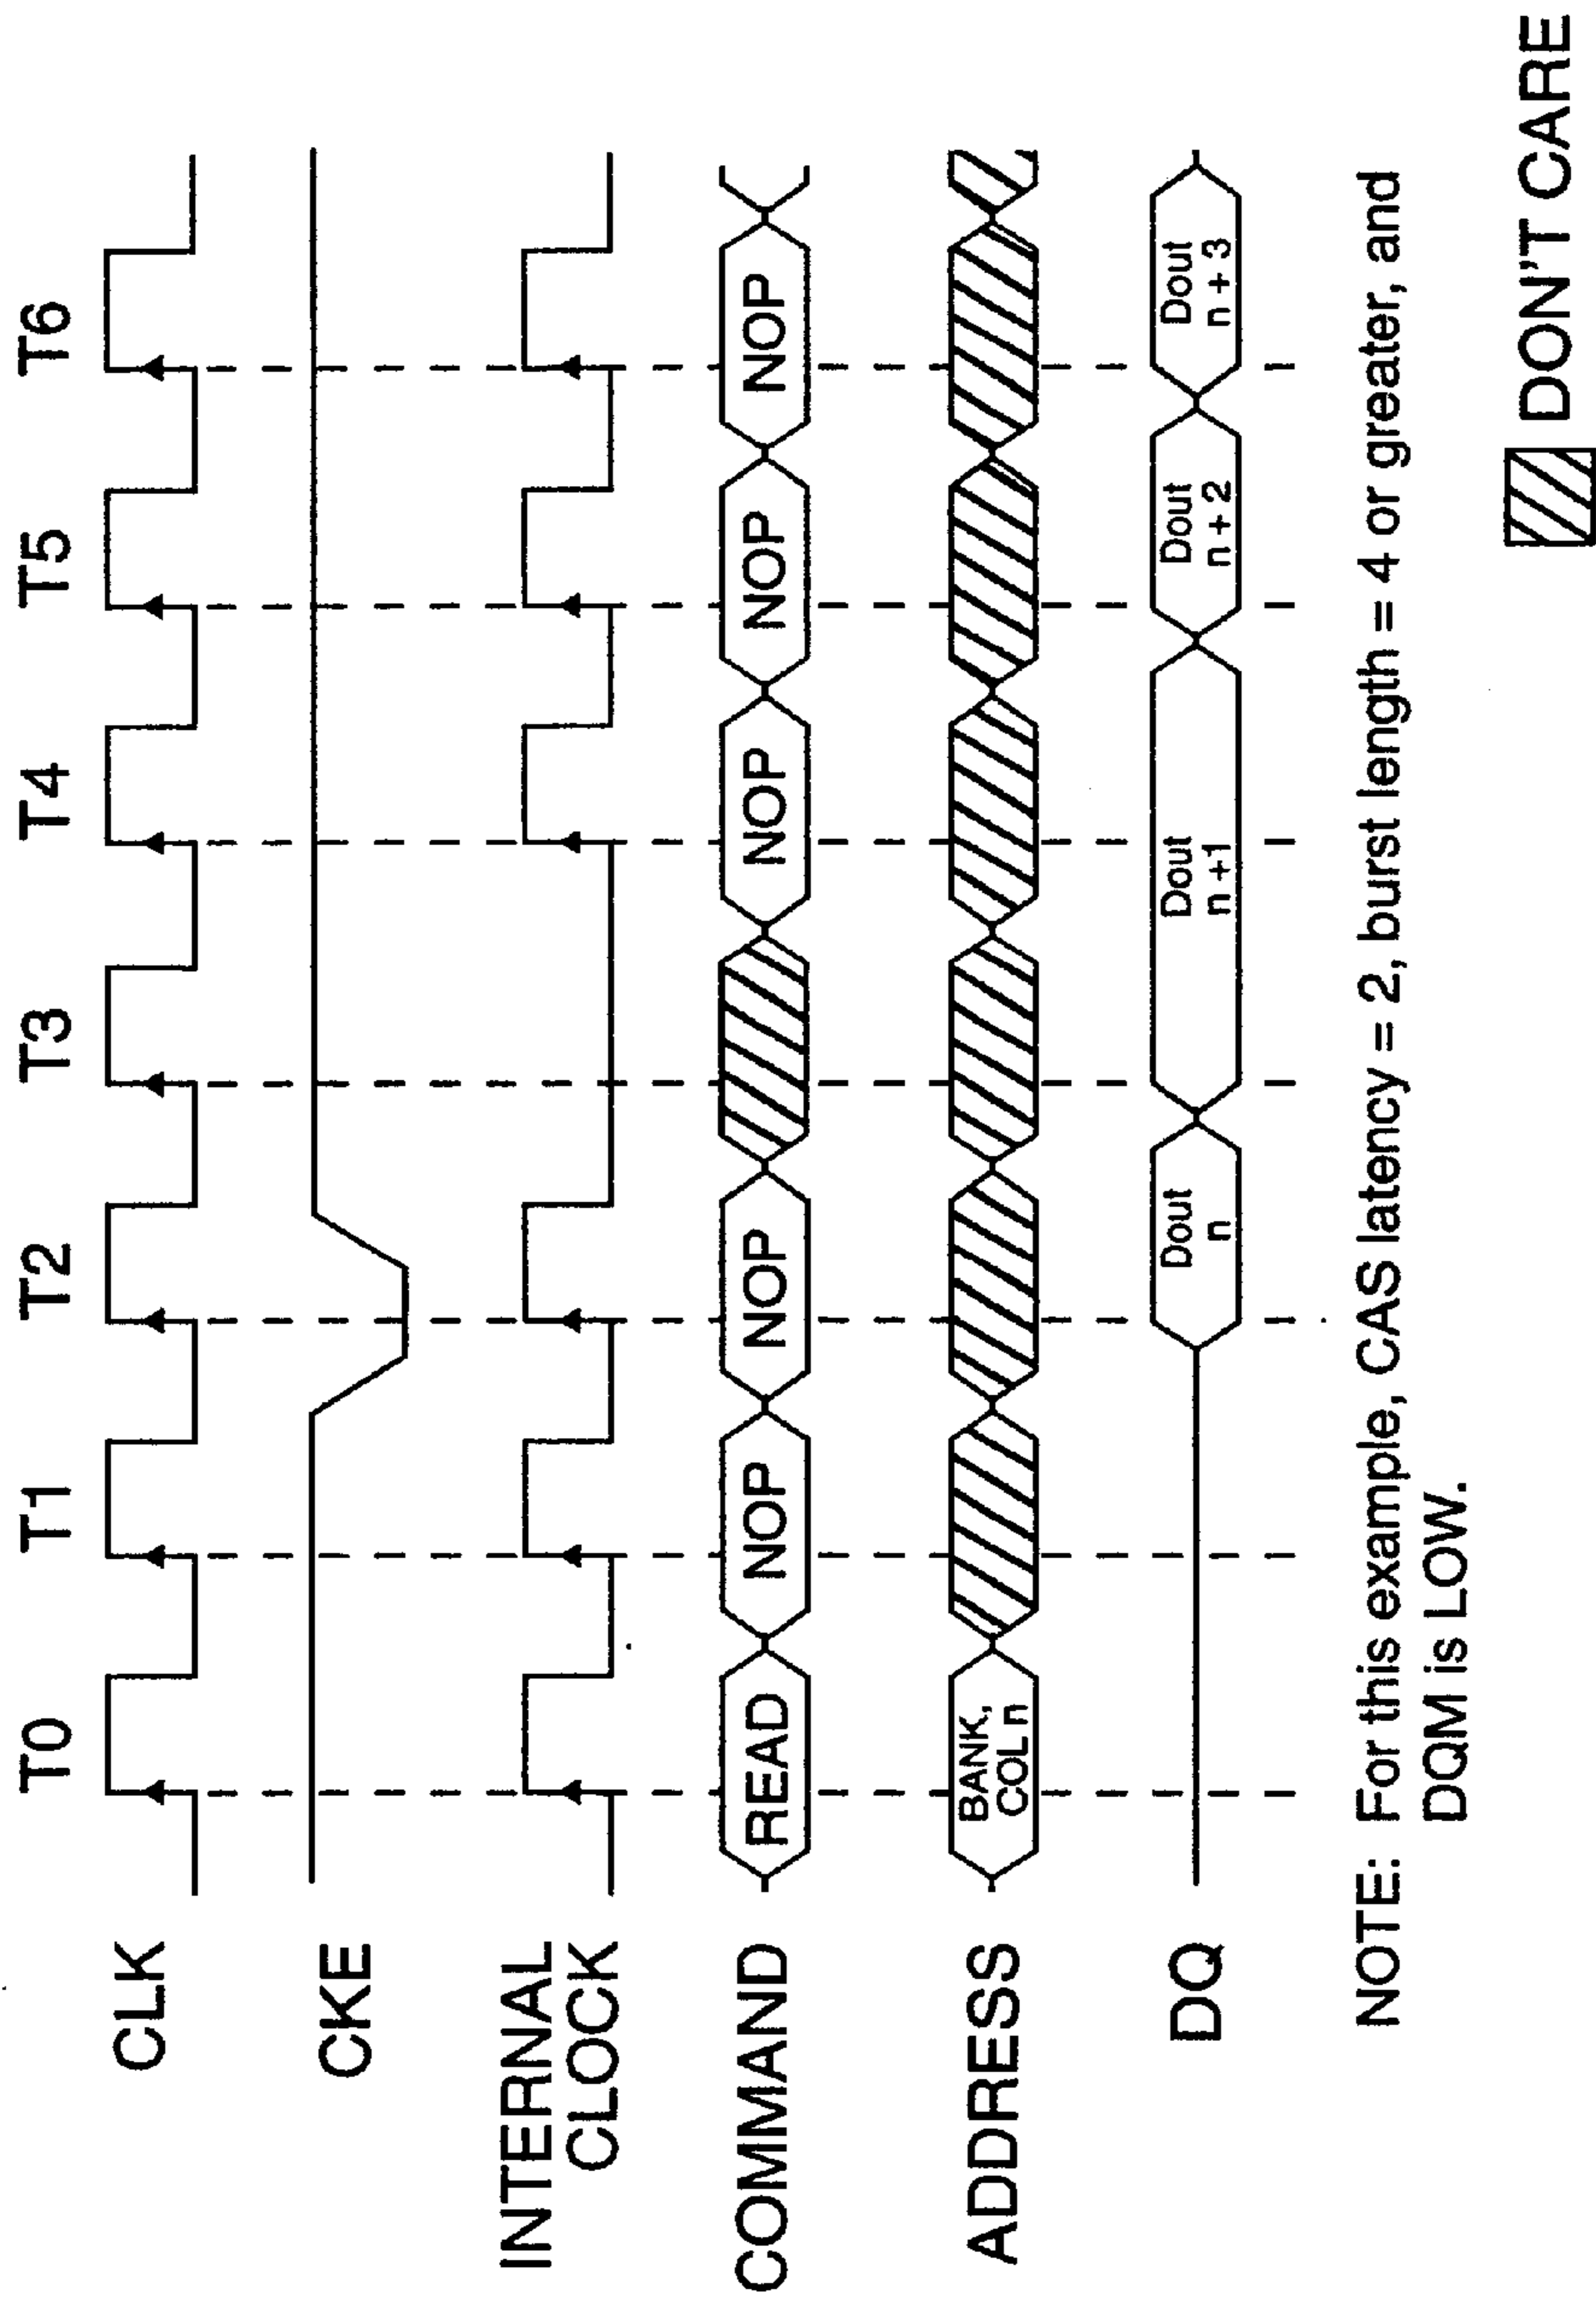 T0 T1 T2 T3 T4 T5 T6
CLK
CKE
INTERNAL
CLOCK
COMMAND READ NOP NOP NOP NOP NOP
ADDRESS BANK,
COL n
DQ Dout
n Dout
n +1 Dout
n + 2 Dout
n + 3
NOTE: For this example, CAS latency = 2, burst length = 4 or greater, and
DQM is LOW.
DON'T CARE